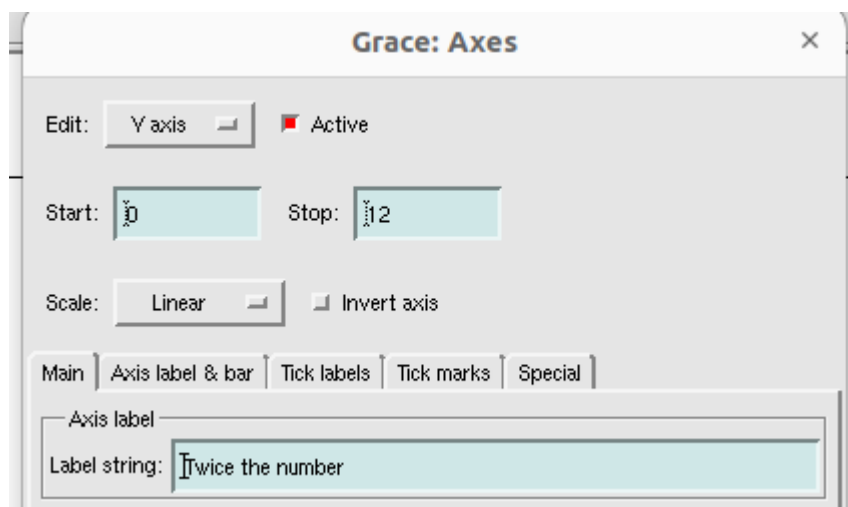 Grace: Axes
Edit: Y axis Active
Start: 0 Stop: 12
Scale: Linear Invert axis
Main Axis label & bar Tick labels Tick marks Special
Axis label
Label string: Twice the number